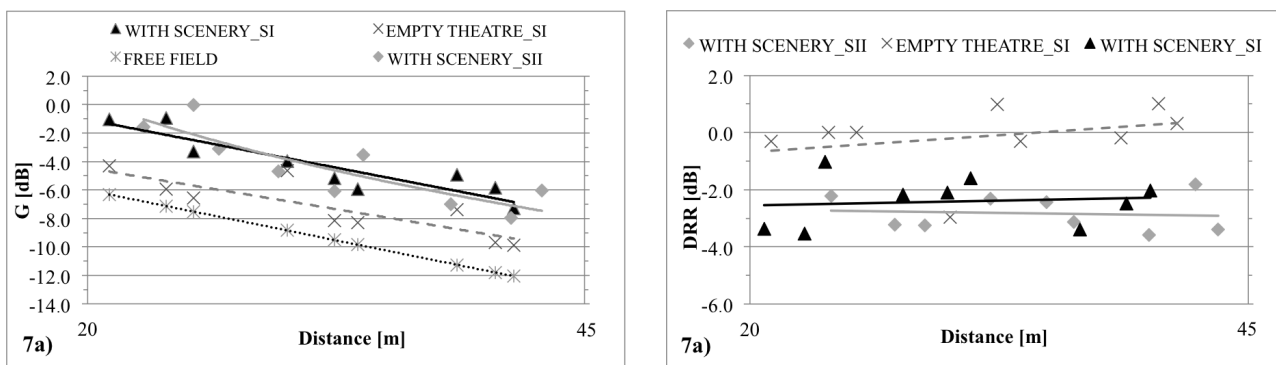 WITH SCENERY_SI EMPTY THEATRE_SI
FREE FIELD WITH SCENERY_SII
2.0
0.0
-2.0
-4.0
-6.0
-8.0
-10.0
-12.0
-14.0
G [dB]
20 45
Distance [m]
7a)
WITH SCENERY_SII EMPTY THEATRE_SI WITH SCENERY_SI
2.0
0.0
-2.0
-4.0
-6.0
DRR [dB]
20 45
Distance [m]
7a)